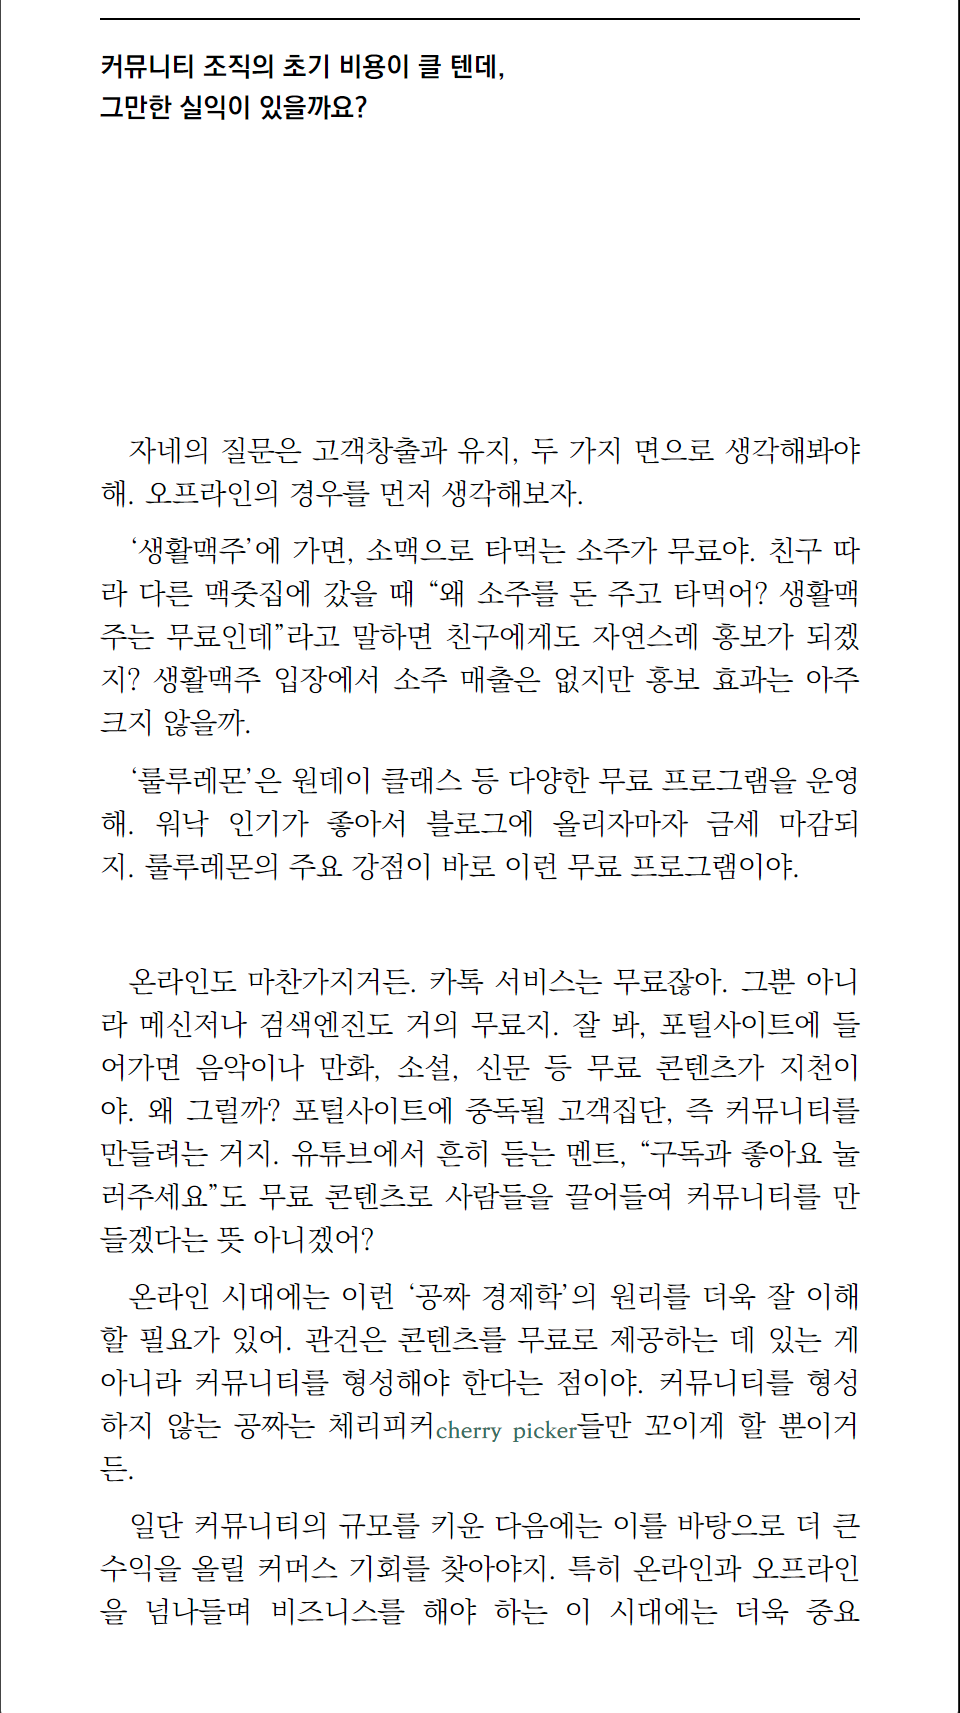 커뮤니티 조직의 초기 비용이 클 텐데,
그만한 실익이 있을까요?
자네의 질문은 고객창출과 유지, 두 가지 면으로 생각해봐야
해. 오프라인의 경우를 먼저 생각해보자.
‘생활맥주’에 가면, 소맥으로 타먹는 소주가 무료야. 친구 따
라 다른 맥줏집에 갔을 때 “왜 소주를 돈 주고 타먹어? 생활맥
주는 무료인데”라고 말하면 친구에게도 자연스레 홍보가 되겠
지? 생활맥주 입장에서 소주 매출은 없지만 홍보 효과는 아주
크지 않을까.
‘룰루레몬’은 원데이 클래스 등 다양한 무료 프로그램을 운영
해. 워낙 인기가 좋아서 블로그에 올리자마자 금세 마감되
지. 룰루레몬의 주요 강점이 바로 이런 무료 프로그램이야.
온라인도 마찬가지거든. 카톡 서비스는 무료잖아. 그뿐 아니
라 메신저나 검색엔진도 거의 무료지. 잘 봐, 포털사이트에 들
어가면 음악이나 만화, 소설, 신문 등 무료 콘텐츠가 지천이
야. 왜 그럴까? 포털사이트에 중독될 고객집단, 즉 커뮤니티를
만들려는 거지. 유튜브에서 흔히 듣는 멘트, “구독과 좋아요 눌
러주세요”도 무료 콘텐츠로 사람들을 끌어들여 커뮤니티를 만
들겠다는 뜻 아니겠어?
온라인 시대에는 이런 ‘공짜 경제학’의 원리를 더욱 잘 이해
할 필요가 있어. 관건은 콘텐츠를 무료로 제공하는 데 있는 게
아니라 커뮤니티를 형성해야 한다는 점이야. 커뮤니티를 형성
하지 않는 공짜는 체리피커cherry picker들만 꼬이게 할 뿐이거
든.
일단 커뮤니티의 규모를 키운 다음에는 이를 바탕으로 더 큰
수익을 올릴 커머스 기회를 찾아야지. 특히 온라인과 오프라인
을 넘나들며 비즈니스를 해야 하는 이 시대에는 더욱 중요